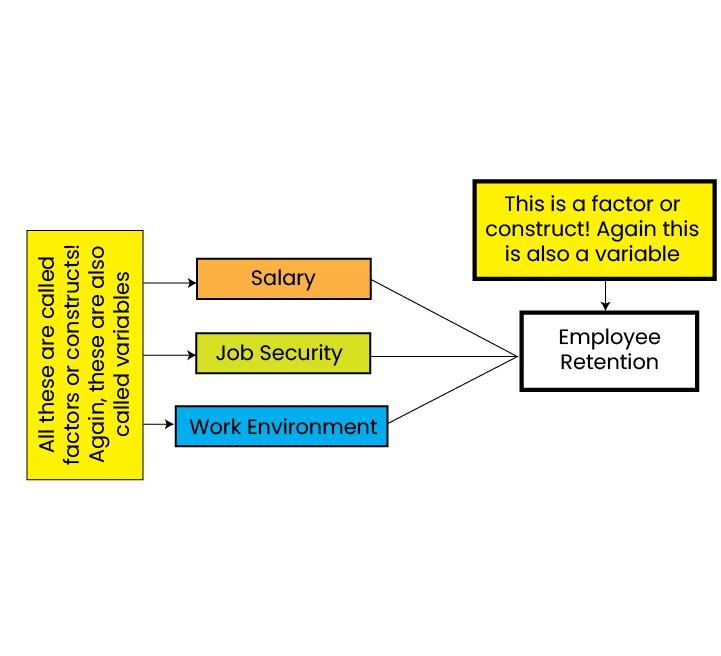 All these are called
factors or constructs!
Again, these are also
called variables
Salary
Job Security
Work Environment
This is a factor or
construct! Again this
is also a variable
Employee
Retention